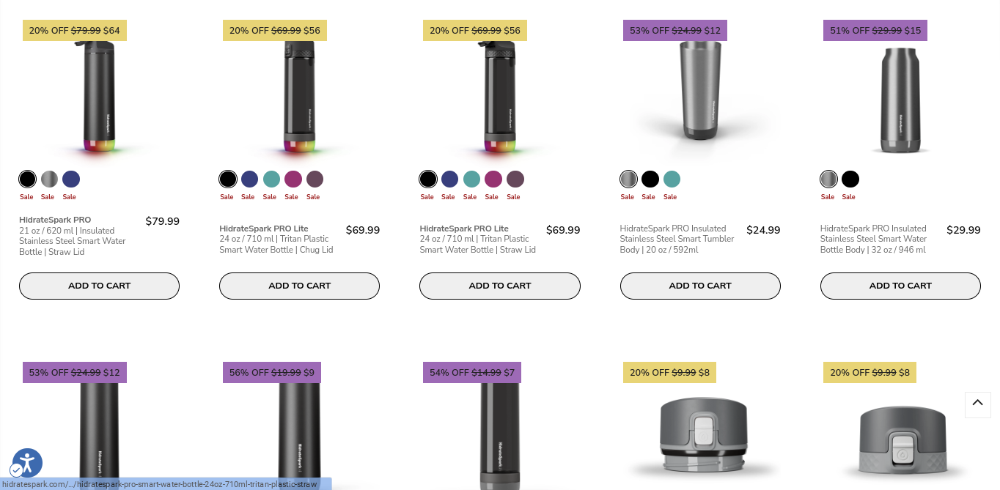 20% OFF $79.99 $64
20% OFF $69.99 $56
20% OFF $69.99 $56
53% OFF $24.99 $12
51% OFF $29.99 $15
HidrateSpark
HidrateSpark
HidrateSpark
HidrateSpark
HidrateSpark
Sale Sale Sale
Sale Sale Sale Sale Sale
Sale Sale Sale Sale Sale
Sale Sale Sale
Sale Sale
HidrateSpark PRO
21 oz / 620 ml | Insulated
Stainless Steel Smart Water
Bottle | Straw Lid
$79.99
HidrateSpark PRO Lite
24 oz / 710 ml | Tritan Plastic
Smart Water Bottle | Chug Lid
$69.99
HidrateSpark PRO Lite
24 oz / 710 ml | Tritan Plastic
Smart Water Bottle | Straw Lid
$69.99
HidrateSpark PRO Insulated
Stainless Steel Smart Tumbler
Body | 20 oz / 592ml
$24.99
HidrateSpark PRO Insulated
Stainless Steel Smart Water
Bottle Body | 32 oz / 946 ml
$29.99
ADD TO CART
ADD TO CART
ADD TO CART
ADD TO CART
ADD TO CART
53% OFF $24.99 $12
56% OFF $19.99 $9
54% OFF $14.99 $7
20% OFF $9.99 $8
20% OFF $9.99 $8
HidrateSpark
HidrateSpark
HidrateSpark
hidratespark.com/.../hidratespark-pro-smart-water-bottle-24oz-710ml-tritan-plastic-straw